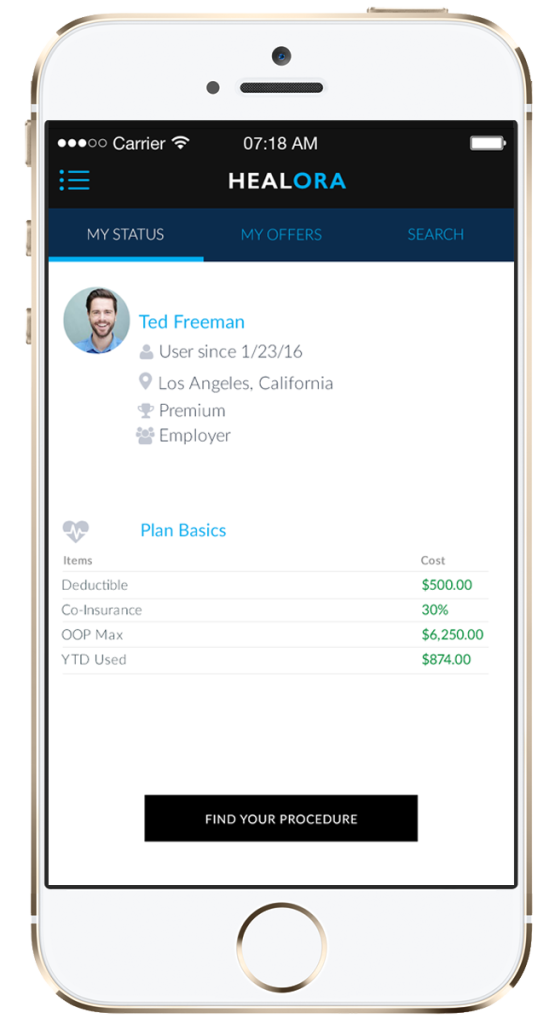 Carrier 07:18 AM
HEALORA
MY STATUS MY OFFERS SEARCH
Ted Freeman
User since 1/23/16
Los Angeles, California
Premium
Employer
Plan Basics
Items Cost
Deductible $500.00
Co-Insurance 30%
OOP Max $6,250.00
YTD Used $874.00
FIND YOUR PROCEDURE